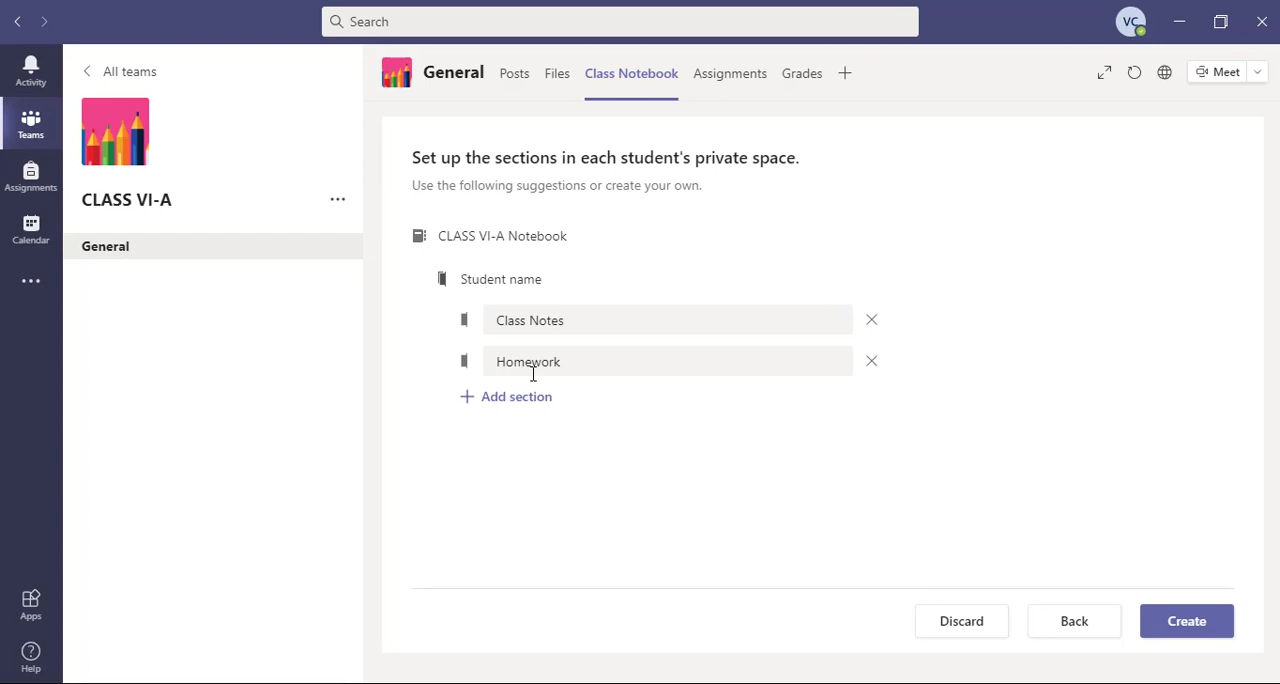 Search
VC
Activity
Teams
Assignments
Calendar
Apps
Help
All teams
CLASS VI-A
General
General Posts Files Class Notebook Assignments Grades
Meet
Set up the sections in each student's private space.
Use the following suggestions or create your own.
CLASS VI-A Notebook
Student name
Class Notes
Homework
Add section
Discard Back Create